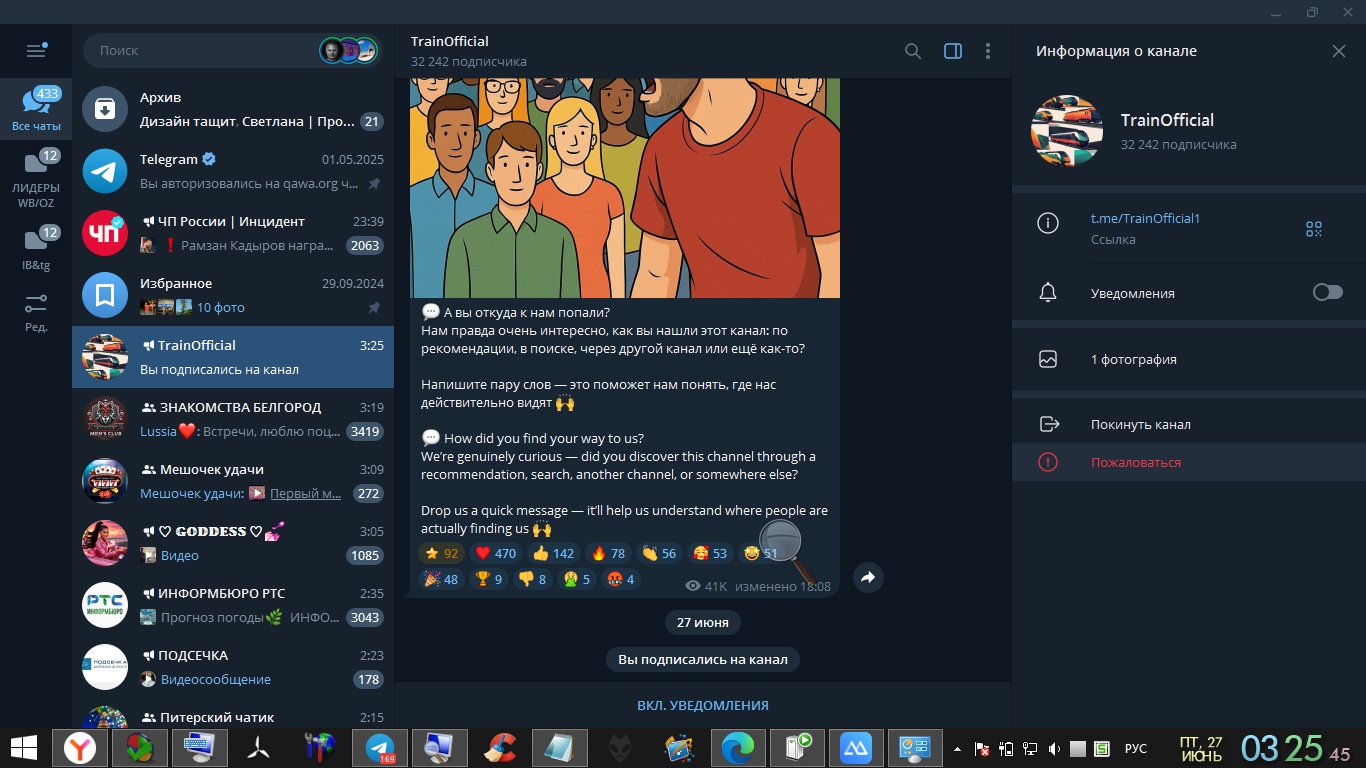 Поиск
433
Все чаты
12
ЛИДЕРЫ
WB/OZ
12
IB&tg
Ред.
Архив
Дизайн тащит, Светлана | Про... 21
Telegram 01.05.2025
Вы авторизовались на qawa.org ч...
ЧП
ЧП России | Инцидент 23:39
Рамзан Кадыров награ... 2063
Избранное 29.09.2024
10 фото
TrainOfficial 3:25
Вы подписались на канал
MEN'S CLUB
ЗНАКОМСТВА БЕЛГОРОД 3:19
Lussia❤️: Встречи, люблю поц... 3419
Мешочек удачи 3:09
Мешочек удачи: Первый м... 272
♡ 𝐆𝐎𝐃𝐃𝐄𝐒𝐒 ♡💅 3:05
Видео 1085
РТС
ИНФОРМБЮРО
ИНФОРМБЮРО РТС 2:35
Прогноз погоды🌿 ИНФО... 3043
ПОДСЕЧКА
ПОДСЕЧКА 2:23
Видеосообщение 178
Питерский чатик 2:15
TrainOfficial
32 242 подписчика
💬 А вы откуда к нам попали?
Нам правда очень интересно, как вы нашли этот канал: по
рекомендации, в поиске, через другой канал или ещё как-то?
Напишите пару слов — это поможет нам понять, где нас
действительно видят 🙌
💬 How did you find your way to us?
We're genuinely curious — did you discover this channel through a
recommendation, search, another channel, or somewhere else?
Drop us a quick message — it'll help us understand where people are
actually finding us 🙌
⭐ 92 ❤️ 470 👍 142 🔥 78 👏 56 🥰 53 🤩 51
🎉 48 🏆 9 👎 8 🤮 5 🤬 4
41K изменено 18:08
27 июня
Вы подписались на канал
ВКЛ. УВЕДОМЛЕНИЯ
Информация о канале
TrainOfficial
32 242 подписчика
t.me/TrainOfficial1
Ссылка
Уведомления
1 фотография
Покинуть канал
Пожаловаться
169
РУС
ПТ, 27
ИЮНЬ
03 25 45